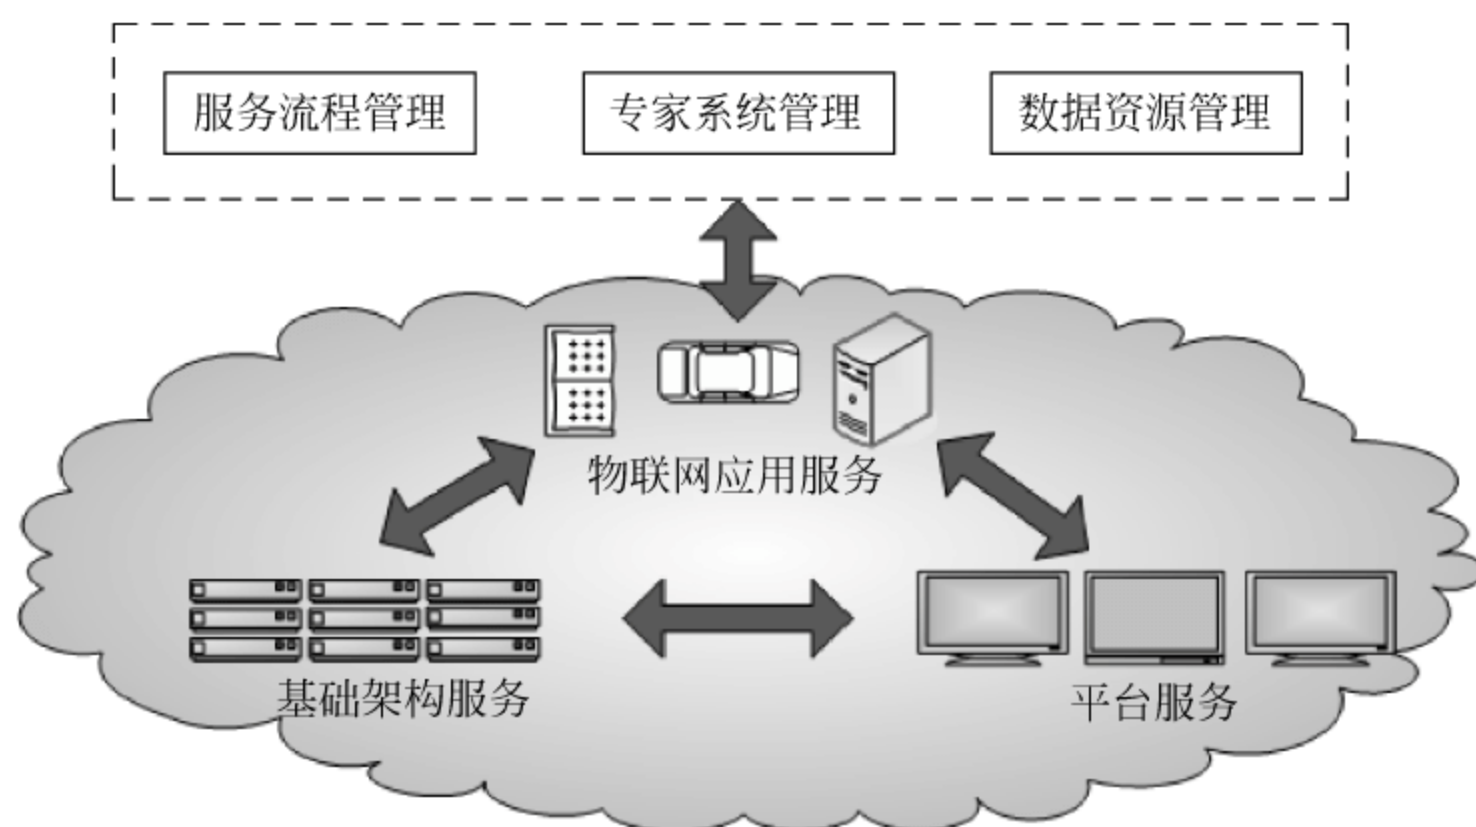 服务流程管理
专家系统管理
数据资源管理
物联网应用服务
基础架构服务
平台服务